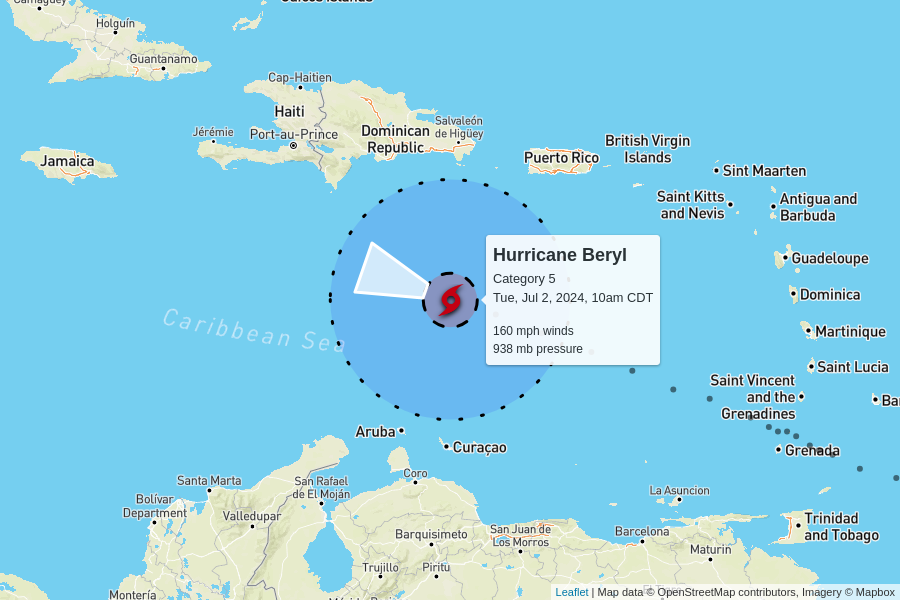 Camagüey
Turcos Islands
Holguín
Guantanamo
Cap-Haitien
Haiti
Jérémie
Port-au-Prince
Dominican
Republic
Salvaleón
de Higüey
Jamaica
Puerto Rico
British Virgin
Islands
Sint Maarten
Saint Kitts
and Nevis
Antigua and
Barbuda
Guadeloupe
Dominica
Martinique
Saint Lucia
Saint Vincent
and the
Grenadines
Ba
Grenada
Hurricane Beryl
Category 5
Tue, Jul 2, 2024, 10am CDT
160 mph winds
938 mb pressure
Caribbean Sea
Aruba
Curaçao
Coro
Santa Marta
San Rafael
de El Moján
Bolívar
Department
Valledupar
La Asuncion
Barquisimeto
San Juan de
Los Morros
Barcelona
Trinidad
and Tobago
Maturin
Trujillo
Piritu
Montería
El Tigre
Leaflet | Map data © OpenStreetMap contributors, Imagery © Mapbox